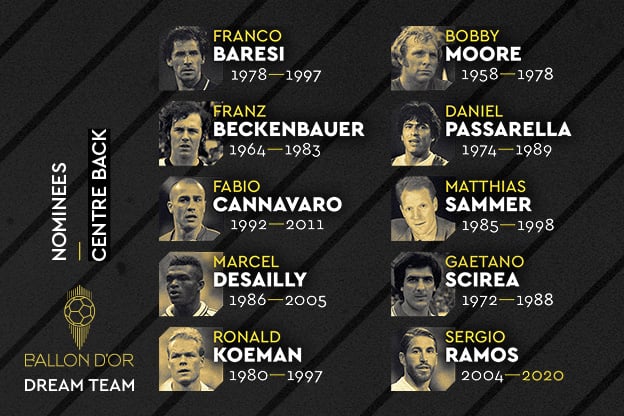 NOMINEES
CENTRE BACK
BALLON D'OR
DREAM TEAM
FRANCO
BARESI
1978—1997
FRANZ
BECKENBAUER
1964—1983
FABIO
CANNAVARO
1992—2011
MARCEL
DESAILLY
1986—2005
RONALD
KOEMAN
1980—1997
BOBBY
MOORE
1958—1978
DANIEL
PASSARELLA
1974—1989
MATTHIAS
SAMMER
1985—1998
GAETANO
SCIREA
1972—1988
SERGIO
RAMOS
2004—2020